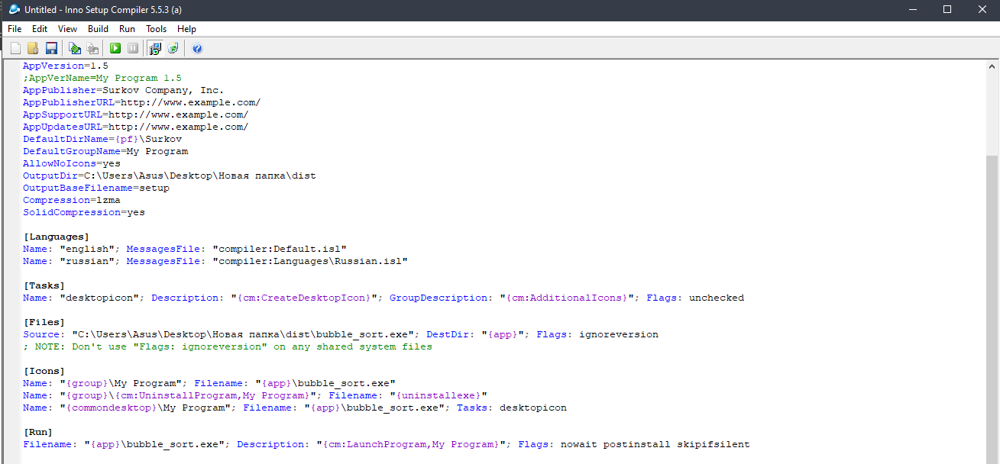 Untitled - Inno Setup Compiler 5.5.3 (a)
File Edit View Build Run Tools Help
AppVersion=1.5
;AppVerName=My Program 1.5
AppPublisher=Surkov Company, Inc.
AppPublisherURL=http://www.example.com/
AppSupportURL=http://www.example.com/
AppUpdatesURL=http://www.example.com/
DefaultDirName={pf}\Surkov
DefaultGroupName=My Program
AllowNoIcons=yes
OutputDir=C:\Users\Asus\Desktop\Новая папка\dist
OutputBaseFilename=setup
Compression=lzma
SolidCompression=yes
[Languages]
Name: "english"; MessagesFile: "compiler:Default.isl"
Name: "russian"; MessagesFile: "compiler:Languages\Russian.isl"
[Tasks]
Name: "desktopicon"; Description: "{cm:CreateDesktopIcon}"; GroupDescription: "{cm:AdditionalIcons}"; Flags: unchecked
[Files]
Source: "C:\Users\Asus\Desktop\Новая папка\dist\bubble_sort.exe"; DestDir: "{app}"; Flags: ignoreversion
; NOTE: Don't use "Flags: ignoreversion" on any shared system files
[Icons]
Name: "{group}\My Program"; Filename: "{app}\bubble_sort.exe"
Name: "{group}\{cm:UninstallProgram,My Program}"; Filename: "{uninstallexe}"
Name: "{commondesktop}\My Program"; Filename: "{app}\bubble_sort.exe"; Tasks: desktopicon
[Run]
Filename: "{app}\bubble_sort.exe"; Description: "{cm:LaunchProgram,My Program}"; Flags: nowait postinstall skipifsilent